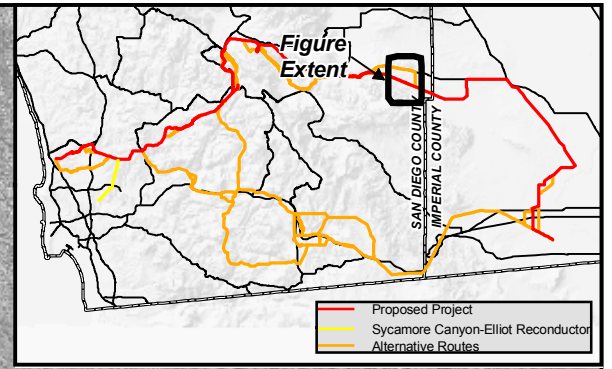 Figure
Extent
SAN DIEGO COUNTY
IMPERIAL COUNTY
Proposed Project
Sycamore Canyon-Elliot Reconductor
Alternative Routes